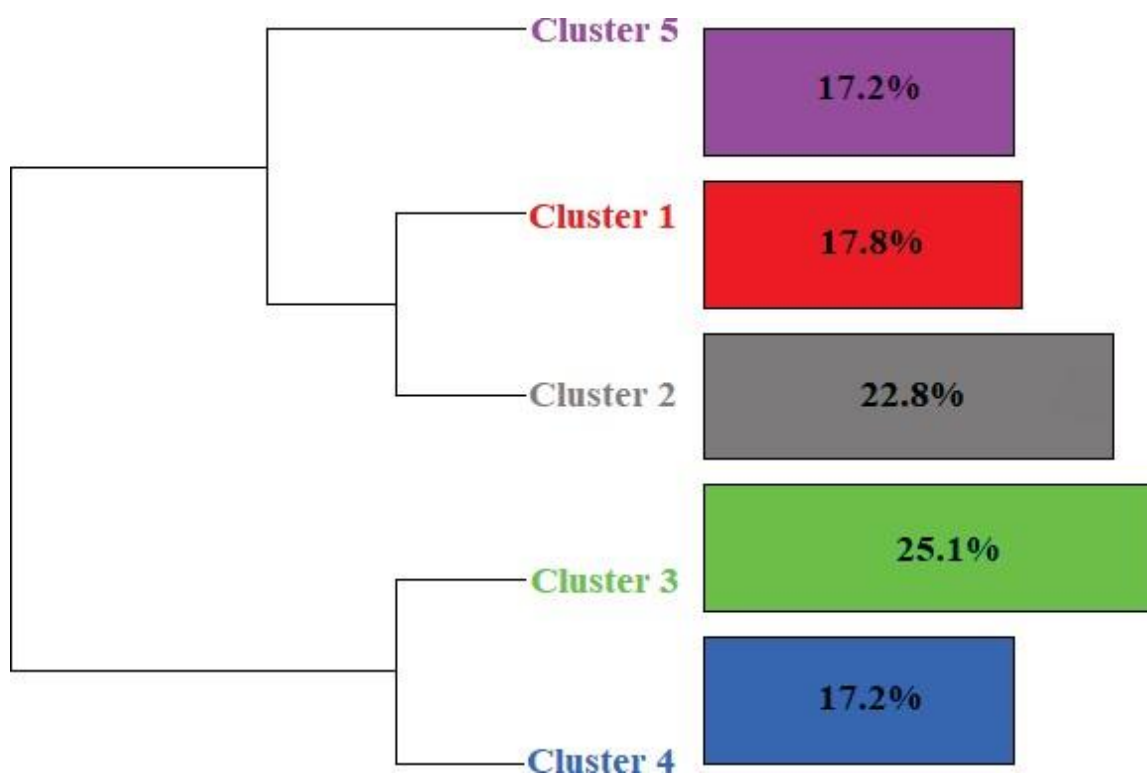 Cluster 5
17.2%
Cluster 1
17.8%
Cluster 2
22.8%
Cluster 3
25.1%
Cluster 4
17.2%